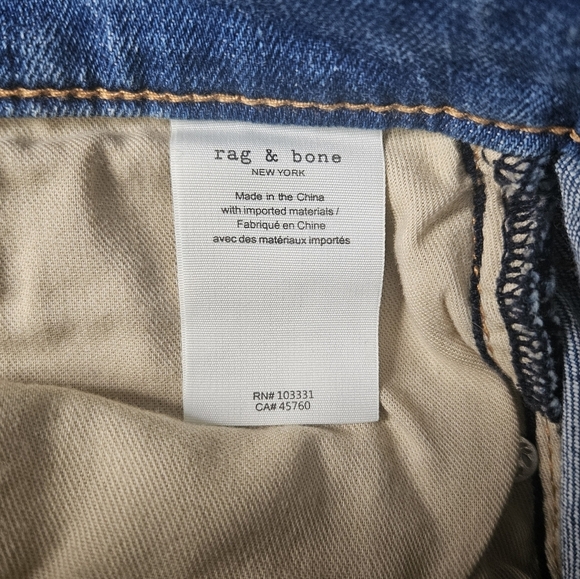 rag & bone
NEW YORK
Made in the China
with imported materials /
Fabriqué en Chine
avec des matériaux importés
RN# 103331
CA# 45760